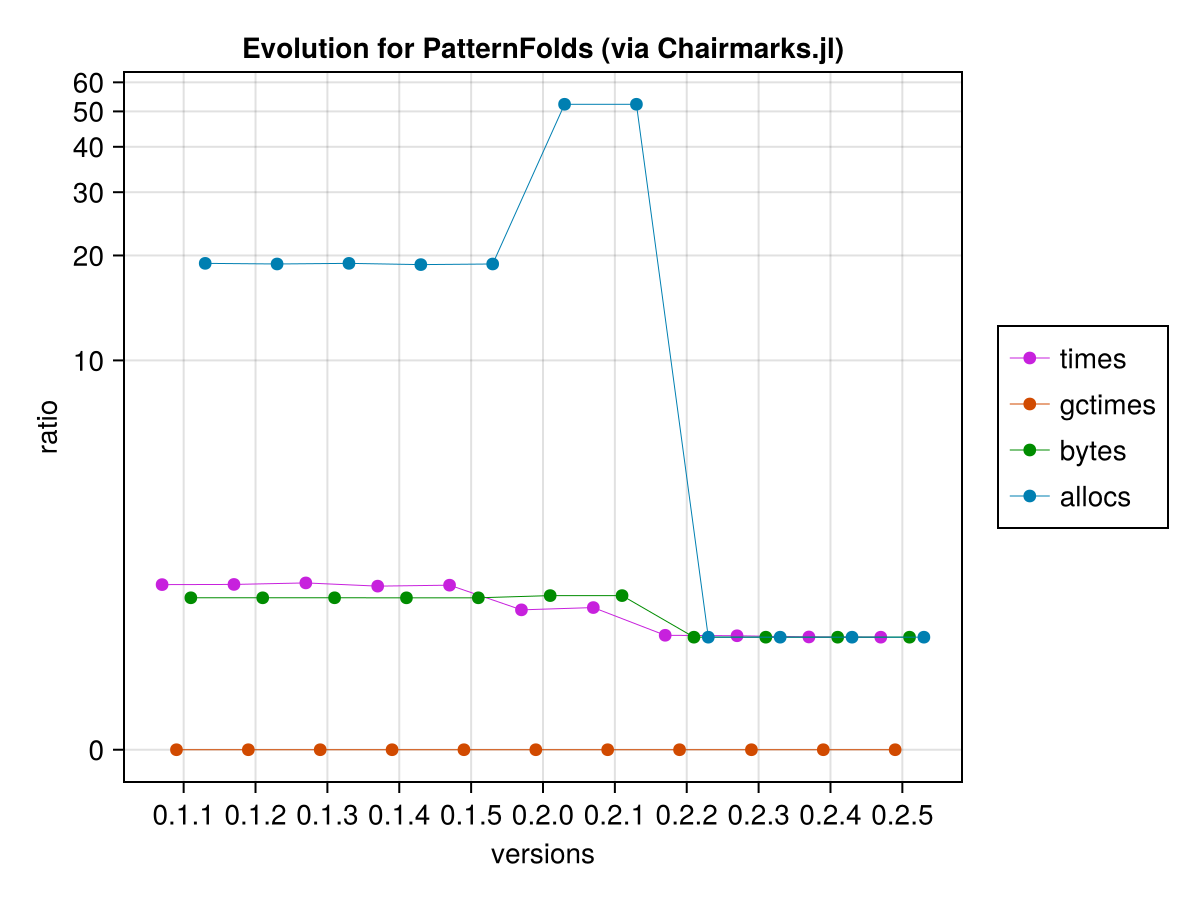 Evolution for PatternFolds (via Chairmarks.jl)
60
50
40
30
20
10
0
ratio
0.1.1 0.1.2 0.1.3 0.1.4 0.1.5 0.2.0 0.2.1 0.2.2 0.2.3 0.2.4 0.2.5
versions
times
gctimes
bytes
allocs